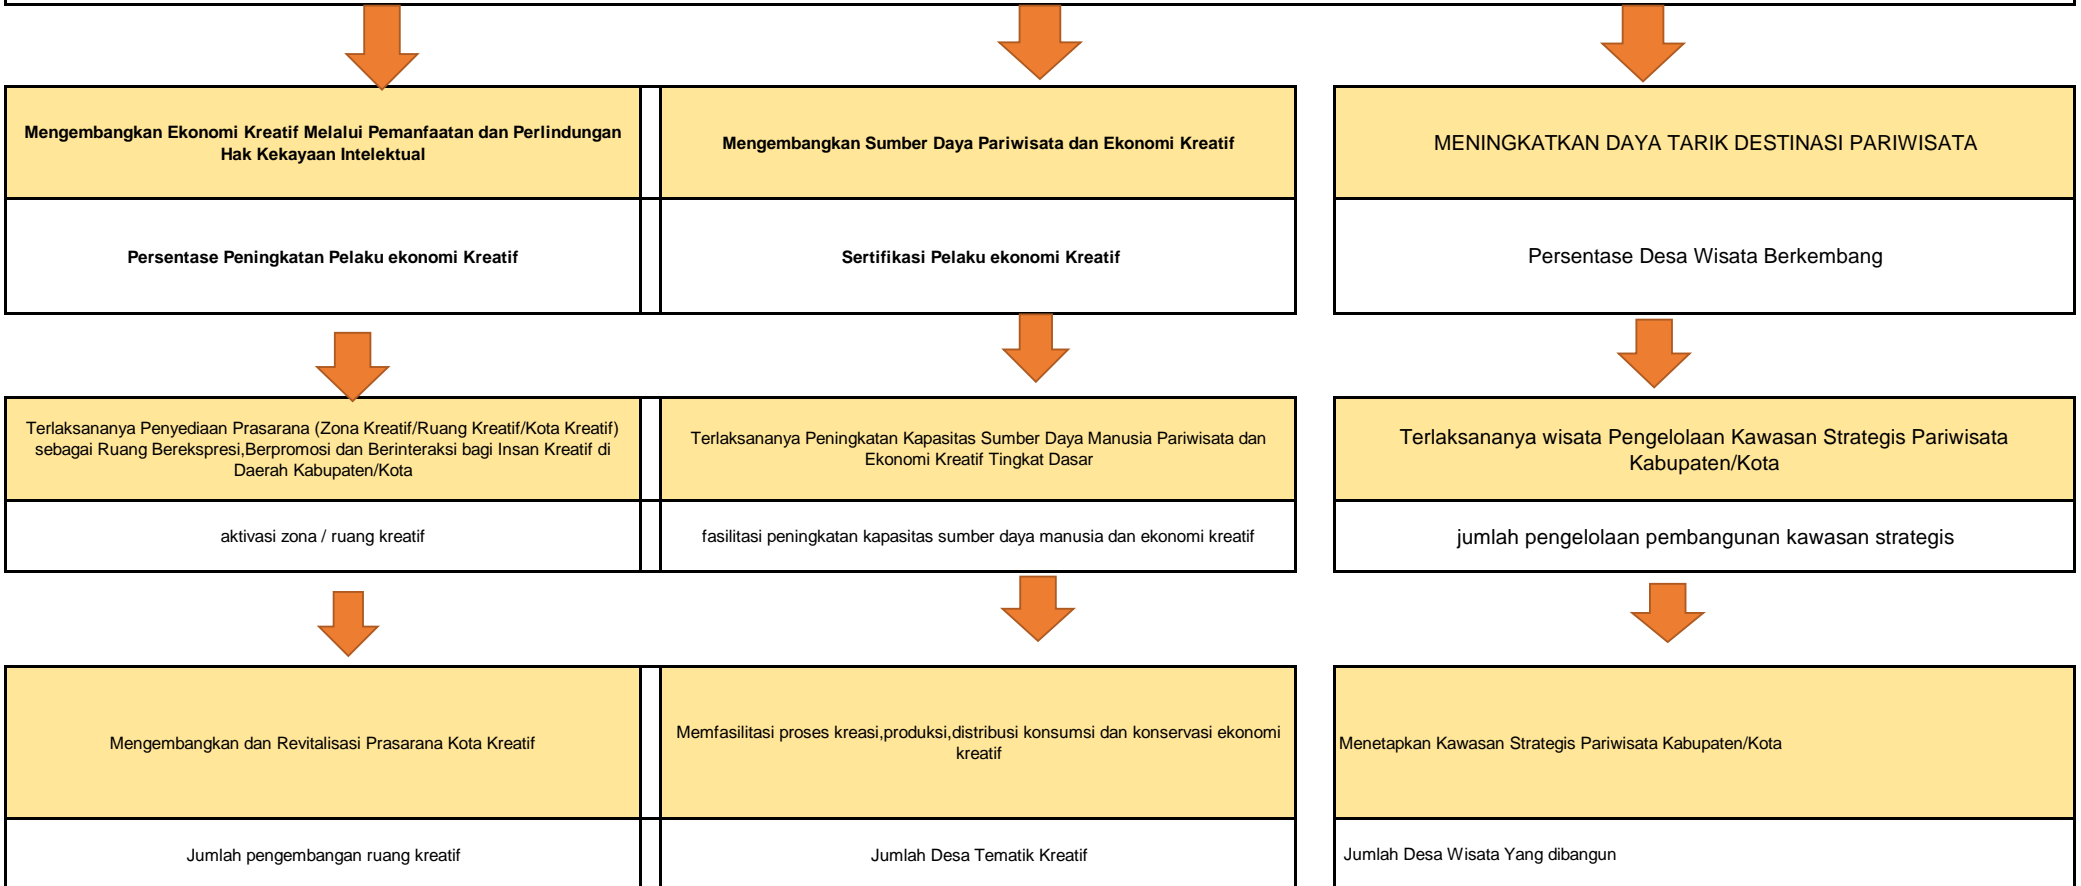 Mengembangkan Ekonomi Kreatif Melalui Pemanfaatan dan Perlindungan
Hak Kekayaan Intelektual
Mengembangkan Sumber Daya Pariwisata dan Ekonomi Kreatif
MENINGKATKAN DAYA TARIK DESTINASI PARIWISATA
Persentase Peningkatan Pelaku ekonomi Kreatif
Sertifikasi Pelaku ekonomi Kreatif
Persentase Desa Wisata Berkembang
Terlaksananya Penyediaan Prasarana (Zona Kreatif/Ruang Kreatif/Kota Kreatif)
sebagai Ruang Berekspresi,Berpromosi dan Berinteraksi bagi Insan Kreatif di
Daerah Kabupaten/Kota
Terlaksananya Peningkatan Kapasitas Sumber Daya Manusia Pariwisata dan
Ekonomi Kreatif Tingkat Dasar
Terlaksananya wisata Pengelolaan Kawasan Strategis Pariwisata
Kabupaten/Kota
aktivasi zona / ruang kreatif
fasilitasi peningkatan kapasitas sumber daya manusia dan ekonomi kreatif
jumlah pengelolaan pembangunan kawasan strategis
Mengembangkan dan Revitalisasi Prasarana Kota Kreatif
Memfasilitasi proses kreasi,produksi,distribusi konsumsi dan konservasi ekonomi
kreatif
Menetapkan Kawasan Strategis Pariwisata Kabupaten/Kota
Jumlah pengembangan ruang kreatif
Jumlah Desa Tematik Kreatif
Jumlah Desa Wisata Yang dibangun